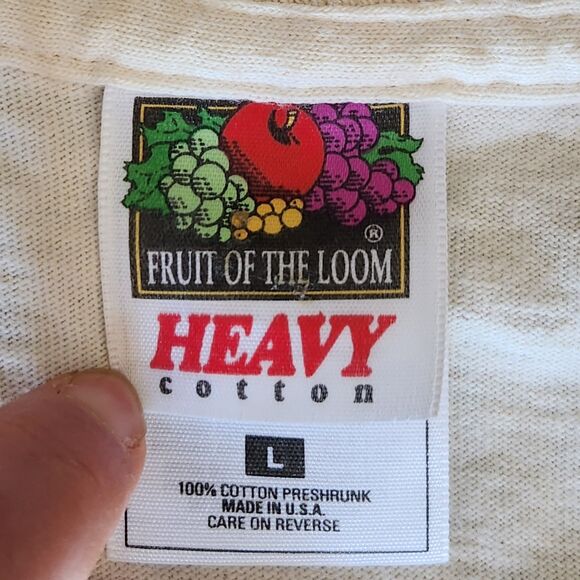 ®
FRUIT OF THE LOOM
HEAVY
cotton
L
100% COTTON PRESHRUNK
MADE IN U.S.A.
CARE ON REVERSE